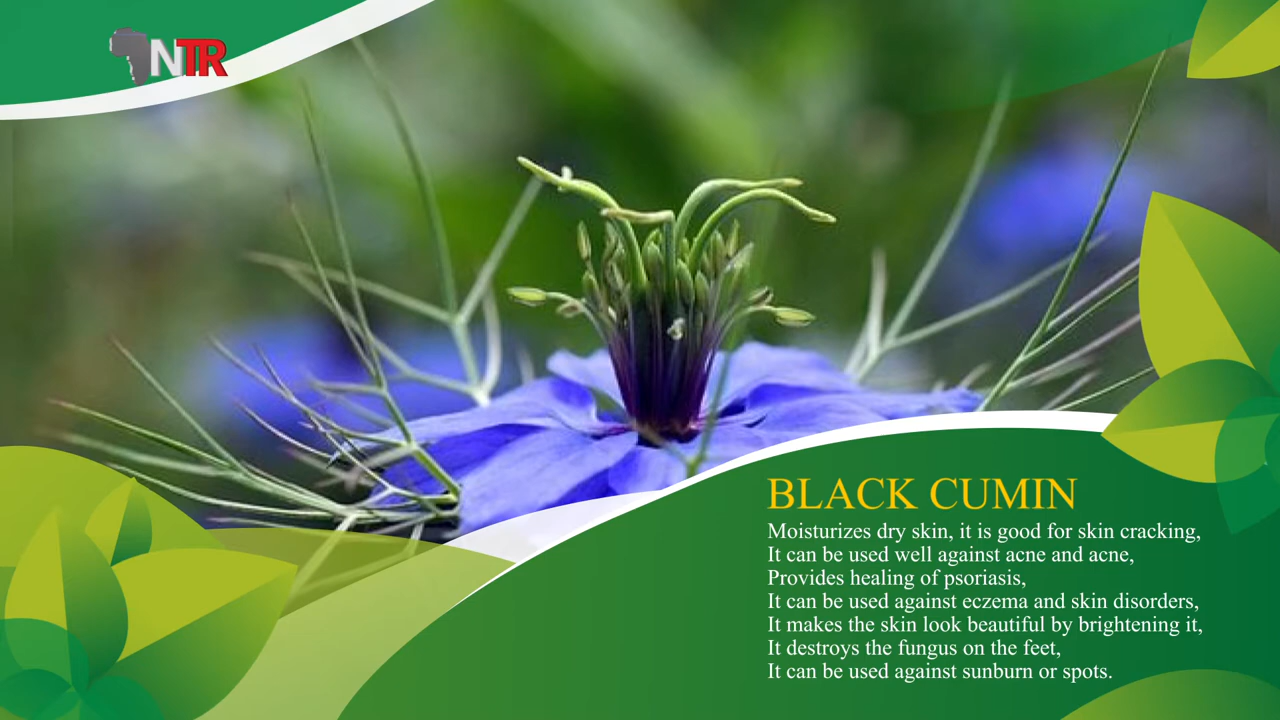 NTR
BLACK CUMIN
Moisturizes dry skin, it is good for skin cracking,
It can be used well against acne and acne,
Provides healing of psoriasis,
It can be used against eczema and skin disorders,
It makes the skin look beautiful by brightening it,
It destroys the fungus on the feet,
It can be used against sunburn or spots.